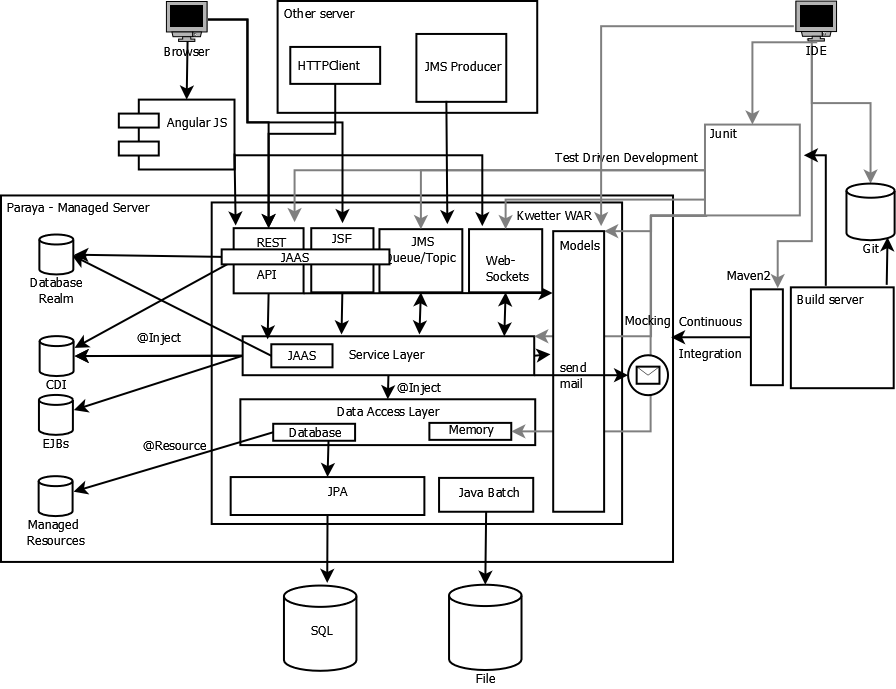 Other server
Browser
IDE
HTTPClient
JMS Producer
Angular JS
Junit
Test Driven Development
Paraya - Managed Server
Kwetter WAR
REST
API
JAAS
JSF
JMS
Queue/Topic
Web-
Sockets
Models
Git
Database
Realm
Maven2
Build server
@Inject
Mocking
Continuous
Integration
JAAS
Service Layer
CDI
send
mail
@Inject
EJBs
Data Access Layer
Database
Memory
@Resource
Managed
Resources
JPA
Java Batch
SQL
File